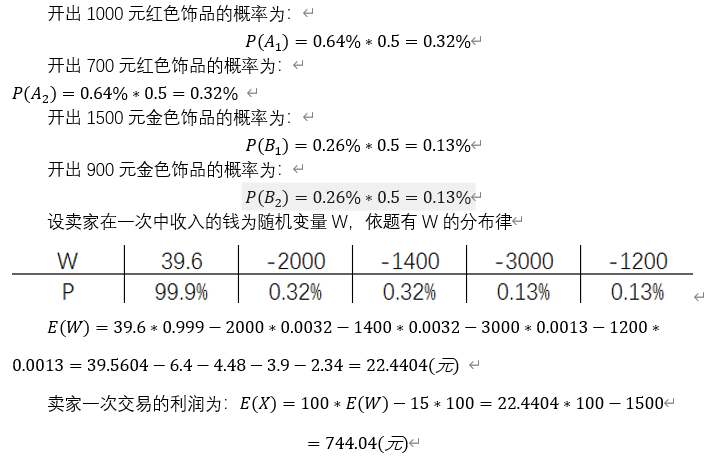 开出 1000 元红色饰品的概率为：
P(A₁) = 0.64% * 0.5 = 0.32%
开出 700 元红色饰品的概率为：
P(A₂) = 0.64% * 0.5 = 0.32%
开出 1500 元金色饰品的概率为：
P(B₁) = 0.26% * 0.5 = 0.13%
开出 900 元金色饰品的概率为：
P(B₂) = 0.26% * 0.5 = 0.13%
设卖家在一次中收入的钱为随机变量 W，依题有 W 的分布律
W 39.6 -2000 -1400 -3000 -1200
P 99.9% 0.32% 0.32% 0.13% 0.13%
E(W) = 39.6 * 0.999 − 2000 * 0.0032 − 1400 * 0.0032 − 3000 * 0.0013 − 1200 *
0.0013 = 39.5604 − 6.4 − 4.48 − 3.9 − 2.34 = 22.4404(元)
卖家一次交易的利润为：E(X) = 100 * E(W) − 15 * 100 = 22.4404 * 100 − 1500
= 744.04(元)